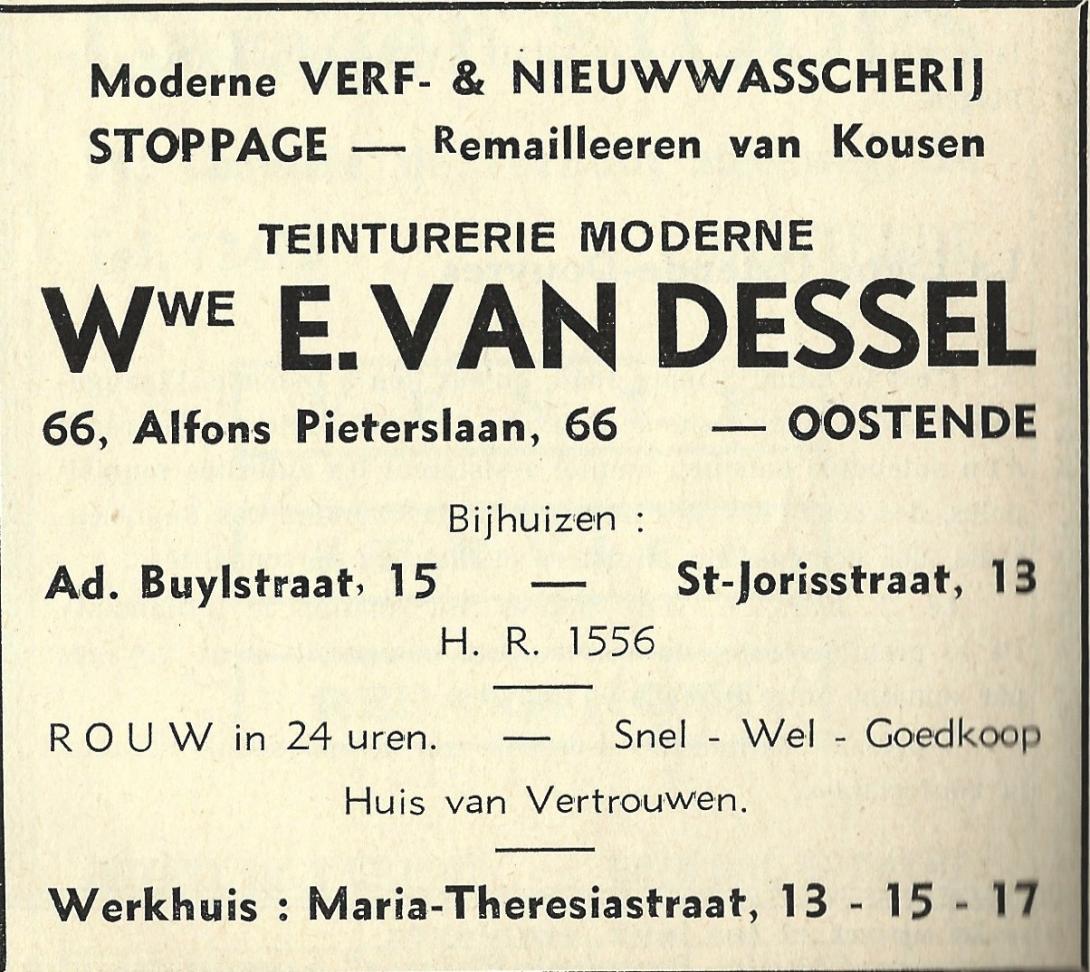 Moderne VERF- & NIEUWWASSCHERIJ
STOPPAGE — Remailleeren van Kousen
TEINTURERIE MODERNE
WWE E. VAN DESSEL
66, Alfons Pieterslaan, 66 — OOSTENDE
Bijhuizen :
Ad. Buylstraat, 15 — St-Jorisstraat, 13
H. R. 1556
ROUW in 24 uren. — Snel - Wel - Goedkoop
Huis van Vertrouwen.
Werkhuis : Maria-Theresiastraat, 13 - 15 - 17